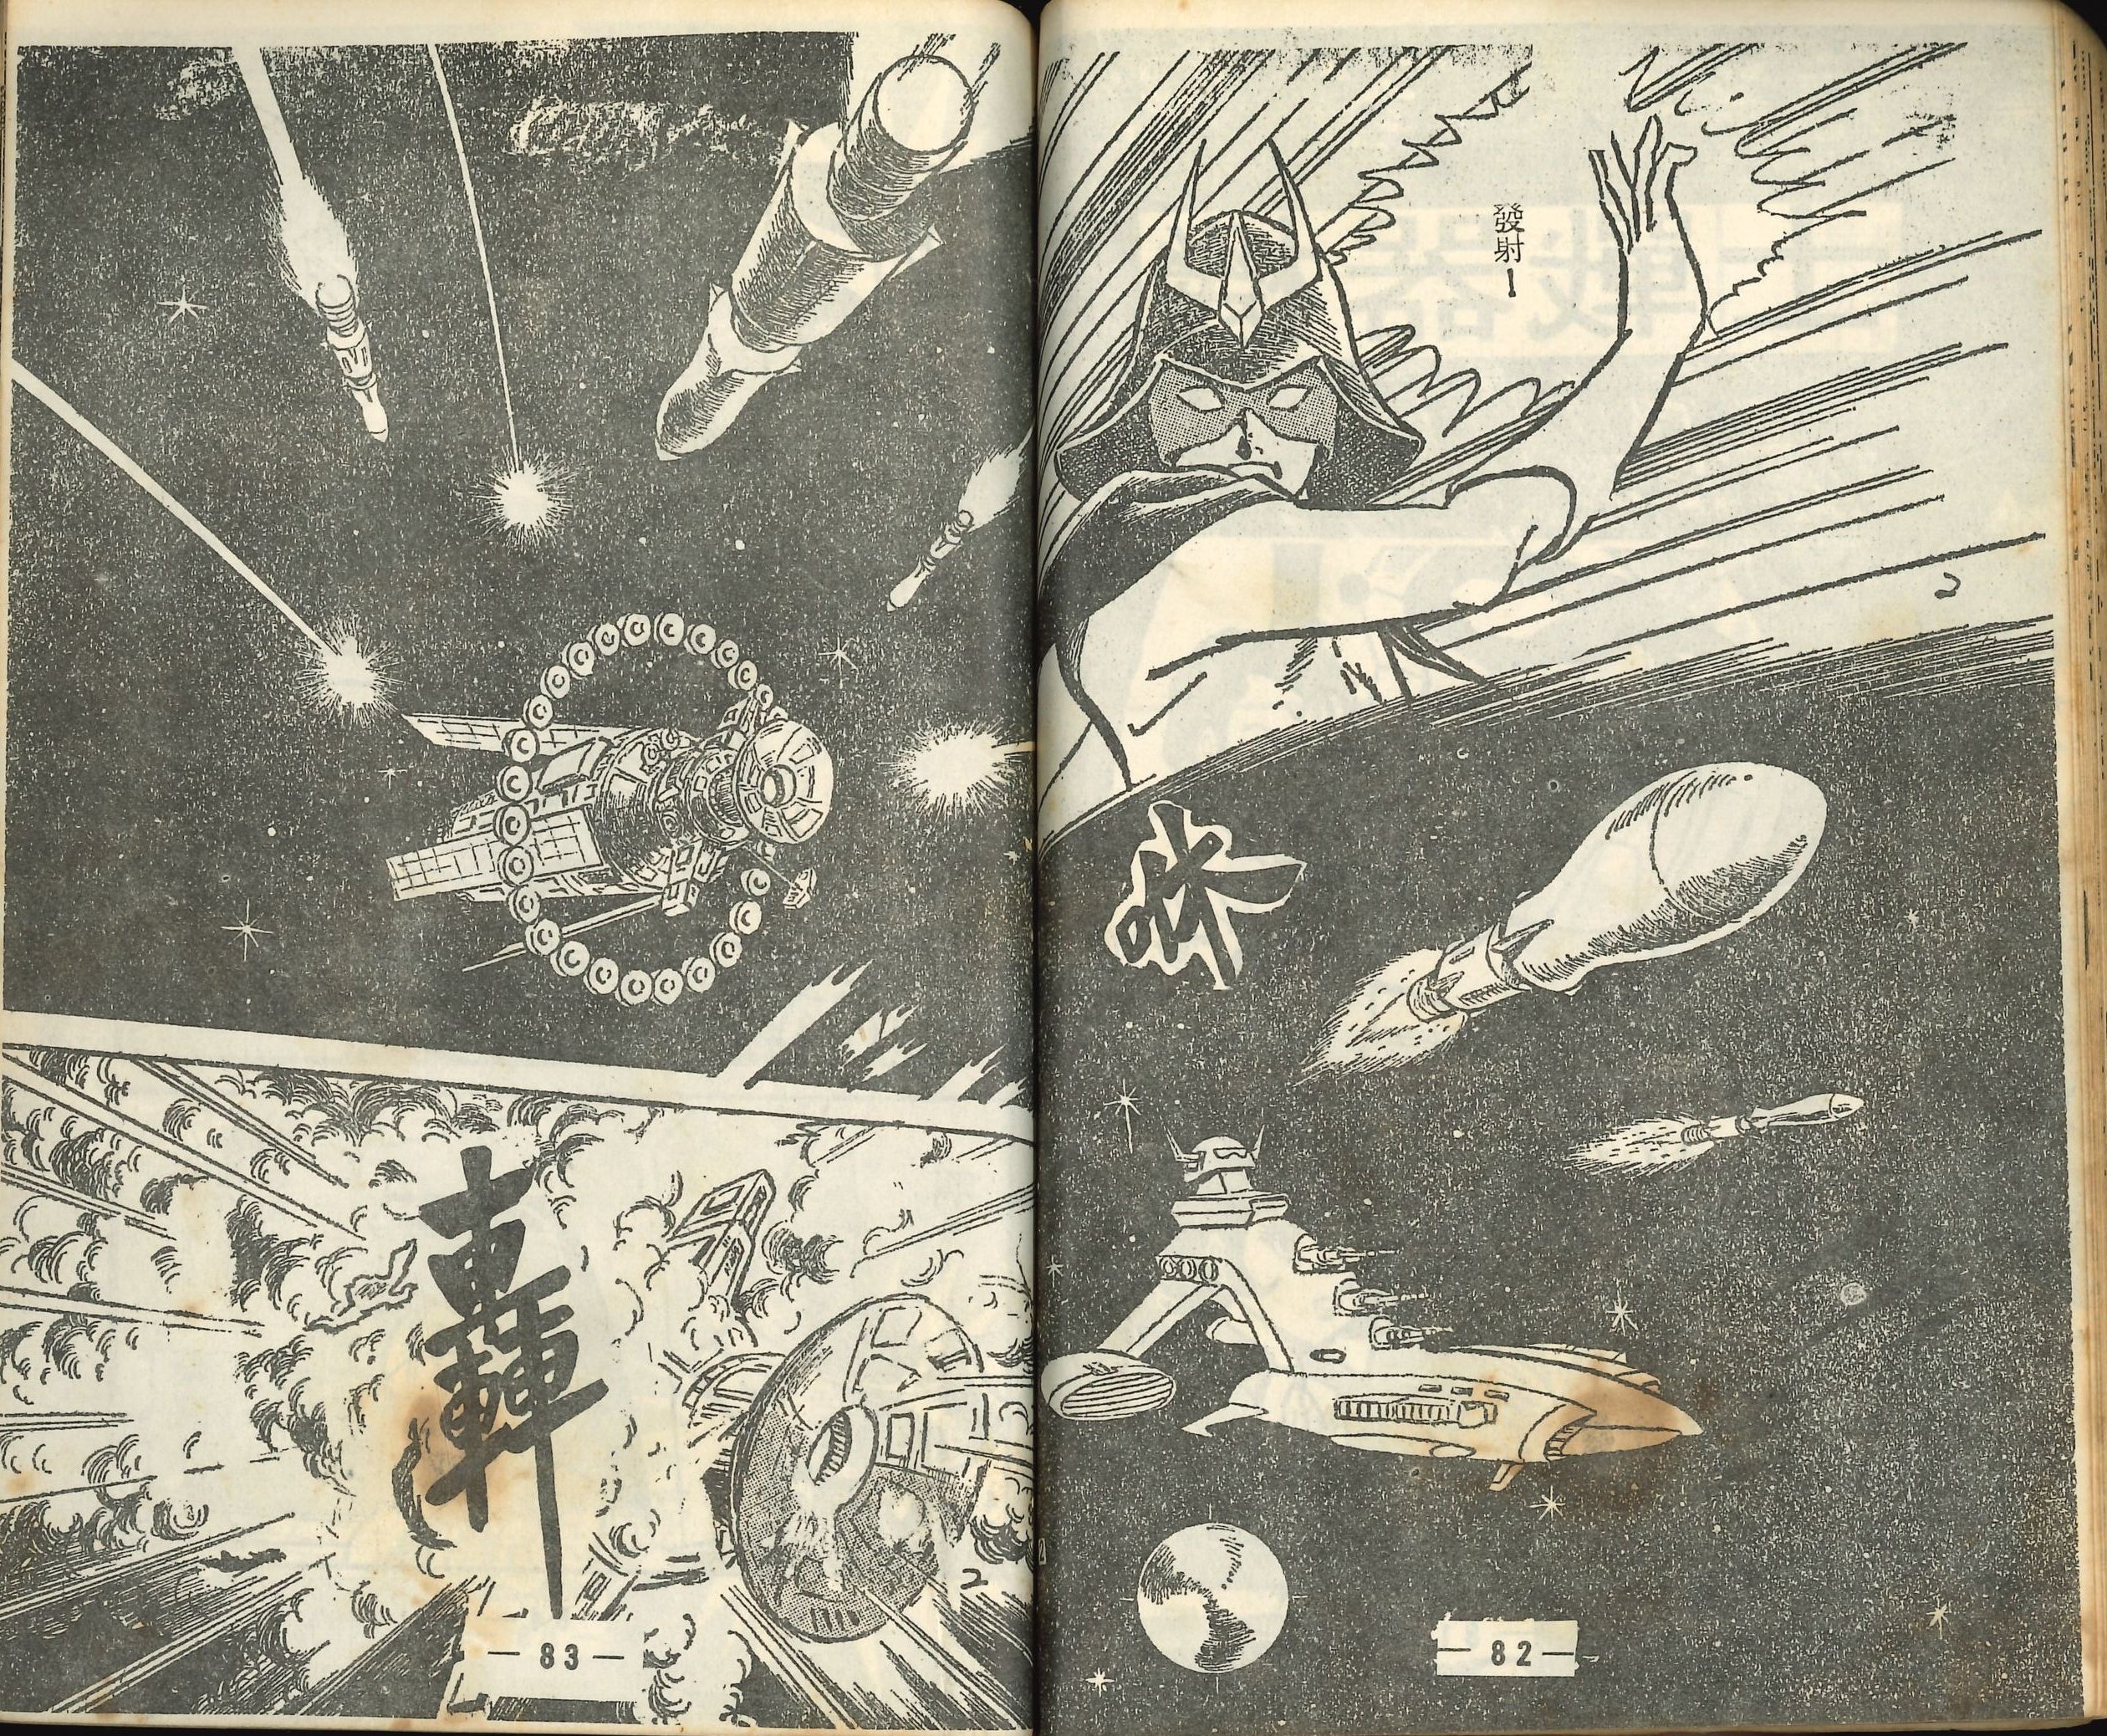 發射！
咻
— 82 —
轟
— 83 —